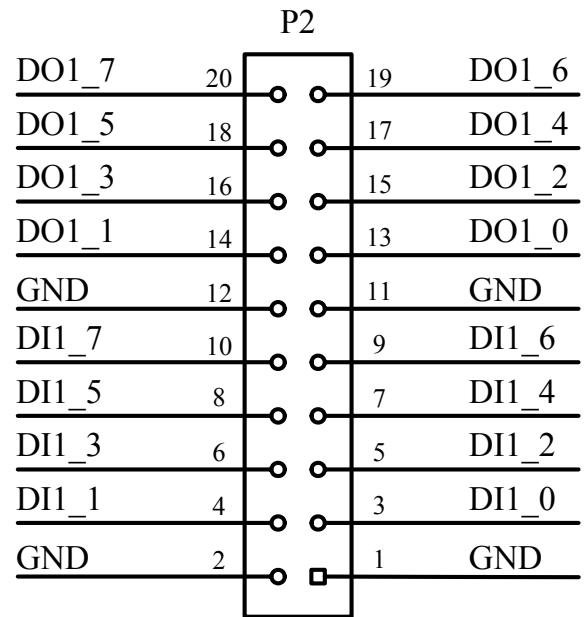 P2
DO1_7 20 19 DO1_6
DO1_5 18 17 DO1_4
DO1_3 16 15 DO1_2
DO1_1 14 13 DO1_0
GND 12 11 GND
DI1_7 10 9 DI1_6
DI1_5 8 7 DI1_4
DI1_3 6 5 DI1_2
DI1_1 4 3 DI1_0
GND 2 1 GND